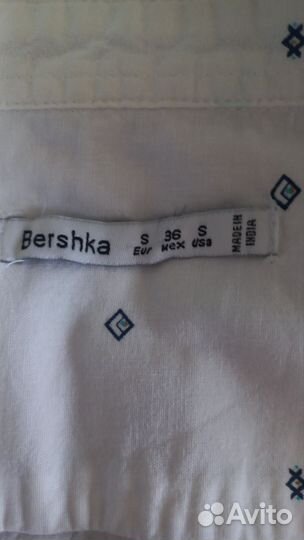 Bershka
S 36 S
Eur Mex USA
MADE IN
INDIA
Avito